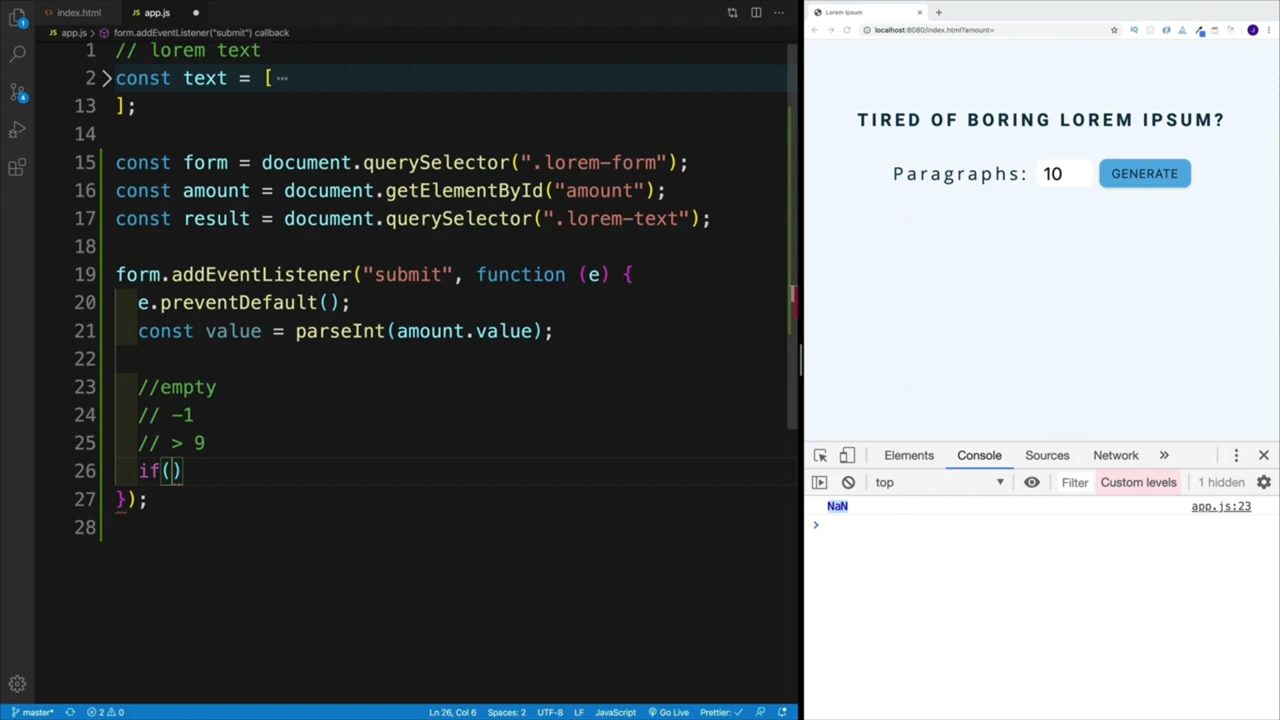 index.html
app.js
app.js > form.addEventListener("submit") callback
1 // lorem text
2 const text = [ ⋯
13 ];
14
15 const form = document.querySelector(".lorem-form");
16 const amount = document.getElementById("amount");
17 const result = document.querySelector(".lorem-text");
18
19 form.addEventListener("submit", function (e) {
20 e.preventDefault();
21 const value = parseInt(amount.value);
22
23 //empty
24 // -1
25 // > 9
26 if()
27 });
28
1
4
master* 2 0 Ln 26, Col 6 Spaces: 2 UTF-8 LF JavaScript Go Live Prettier: ✓
Lorem Ipsum
localhost:8080/index.html?amount=
J
TIRED OF BORING LOREM IPSUM?
Paragraphs: 10 GENERATE
Elements Console Sources Network »
top Filter Custom levels 1 hidden
NaN app.js:23
>